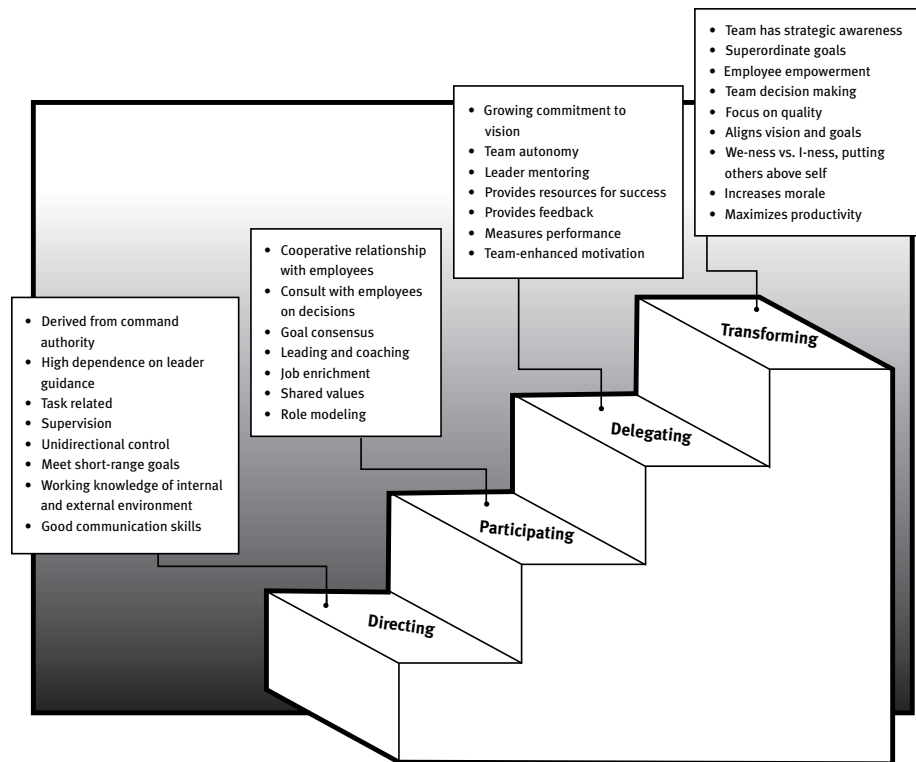 • Team has strategic awareness
• Superordinate goals
• Employee empowerment
• Team decision making
• Focus on quality
• Aligns vision and goals
• We-ness vs. I-ness, putting
others above self
• Increases morale
• Maximizes productivity
• Growing commitment to
vision
• Team autonomy
• Leader mentoring
• Provides resources for success
• Provides feedback
• Measures performance
• Team-enhanced motivation
• Cooperative relationship
with employees
• Consult with employees
on decisions
• Goal consensus
• Leading and coaching
• Job enrichment
• Shared values
• Role modeling
• Derived from command
authority
• High dependence on leader
guidance
• Task related
• Supervision
• Unidirectional control
• Meet short-range goals
• Working knowledge of internal
and external environment
• Good communication skills
Transforming
Delegating
Participating
Directing